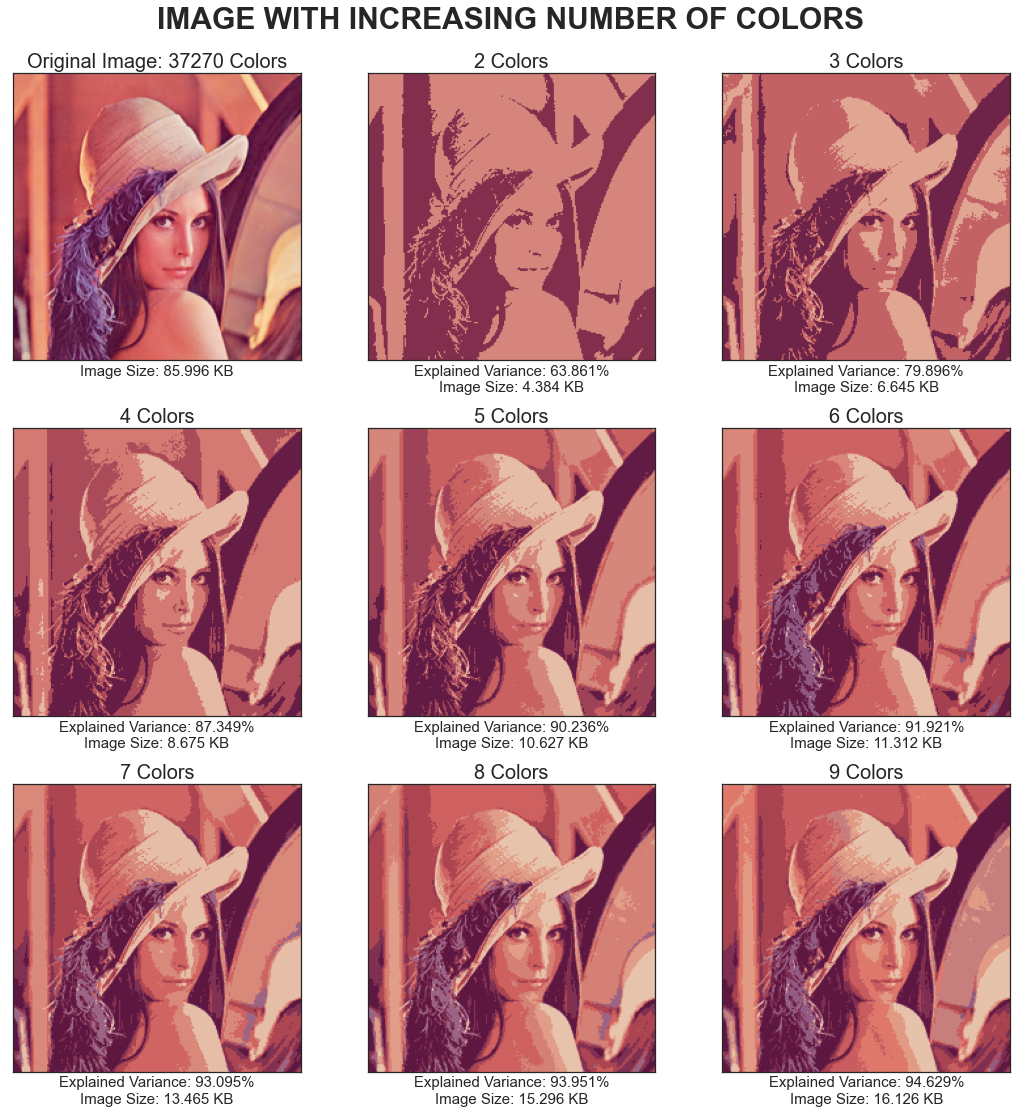 IMAGE WITH INCREASING NUMBER OF COLORS
Original Image: 37270 Colors
2 Colors
3 Colors
Image Size: 85.996 KB
Explained Variance: 63.861%
Image Size: 4.384 KB
Explained Variance: 79.896%
Image Size: 6.645 KB
4 Colors
5 Colors
6 Colors
Explained Variance: 87.349%
Image Size: 8.675 KB
Explained Variance: 90.236%
Image Size: 10.627 KB
Explained Variance: 91.921%
Image Size: 11.312 KB
7 Colors
8 Colors
9 Colors
Explained Variance: 93.095%
Image Size: 13.465 KB
Explained Variance: 93.951%
Image Size: 15.296 KB
Explained Variance: 94.629%
Image Size: 16.126 KB